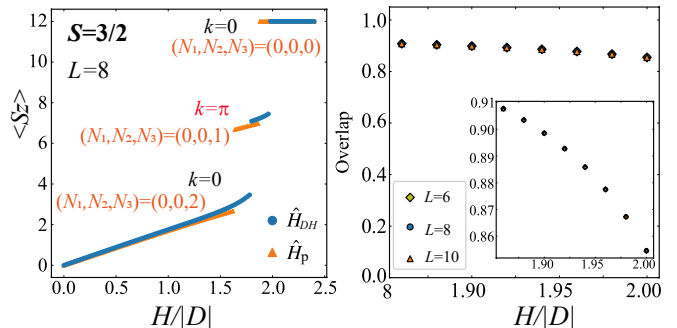 S=3/2
L=8
k=0
(N₁,N₂,N₃)=(0,0,0)
k=π
(N₁,N₂,N₃)=(0,0,1)
k=0
(N₁,N₂,N₃)=(0,0,2)
Ĥ_DH
Ĥ_p
<Sz>
12
10
8
6
4
2
0
0.0 0.5 1.0 1.5 2.0 2.5
H/|D|
Overlap
1.0
0.8
0.6
0.4
0.2
0.0
L=6
L=8
L=10
0.91
0.90
0.89
0.88
0.87
0.86
1.90 1.95 2.00
8 1.90 1.95 2.00
H/|D|